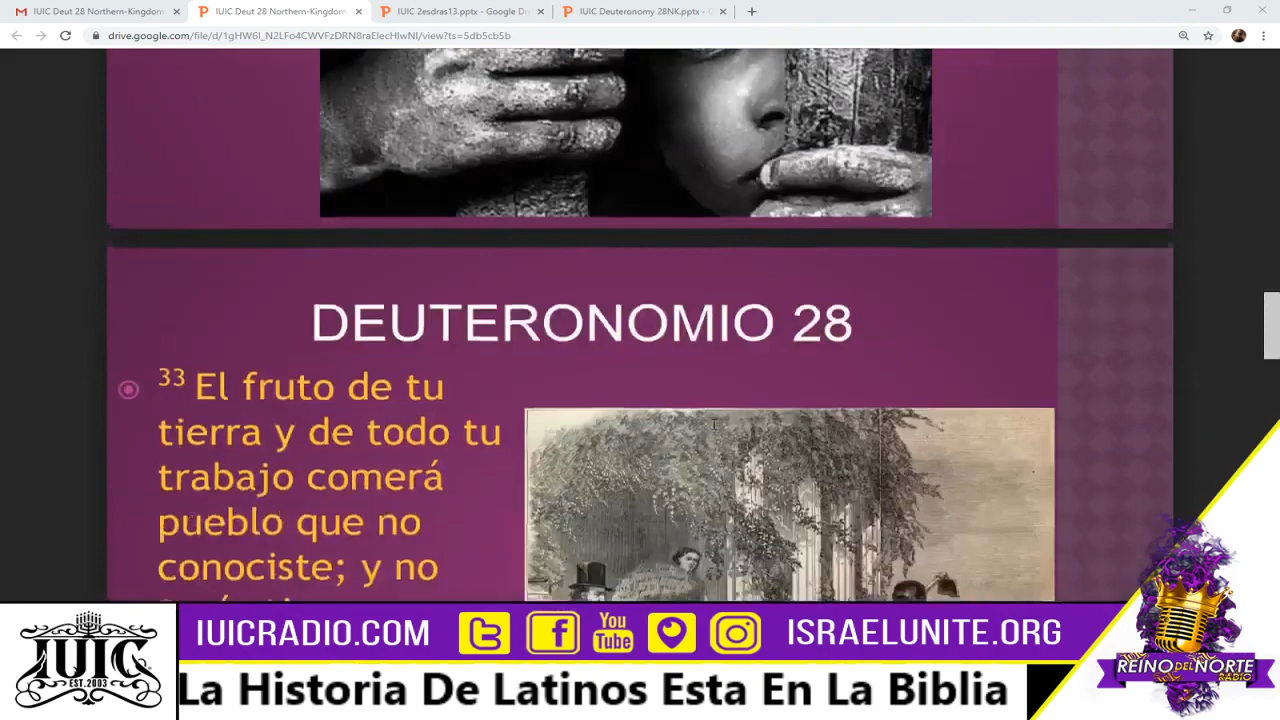 IUIC Deut 28 Northern-Kingdom
IUIC Deut 28 Northern-Kingdom
IUIC 2esdras13.pptx - Google Dr
IUIC Deuteronomy 28NK.pptx - G
drive.google.com/file/d/1gHW6l_N2LFo4CWVFzDRN8raElecHlwNI/view?ts=5db5cb5b
DEUTERONOMIO 28
33 El fruto de tu
tierra y de todo tu
trabajo comerá
pueblo que no
conociste; y no
IUIC
EST. 2003
IUICRADIO.COM
You
Tube
ISRAELUNITE.ORG
REINO DEL NORTE
RADIO
La Historia De Latinos Esta En La Biblia